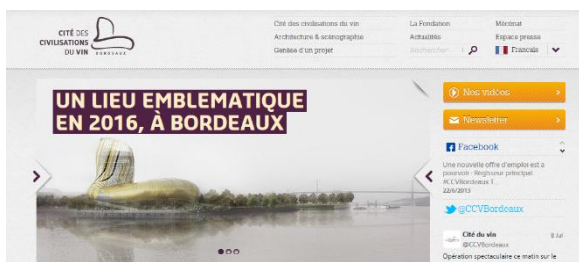 CITÉ DES
CIVILISATIONS
DU VIN BORDEAUX
Cité des civilisations du vin
Architecture & scénographie
Genèse d'un projet
La Fondation
Actualités
Rechercher
Mécénat
Espace presse
Français
UN LIEU EMBLEMATIQUE
EN 2016, À BORDEAUX
Nos vidéos
Newsletter
Facebook
Une nouvelle offre d'emploi est a
pourvoir - Régisseur principal
#CCVBordeaux 1...
22/6/2015
@CCVBordeaux
Cité du vin 8 Jul
@CCVBordeaux
Opération spectaculaire ce matin sur le